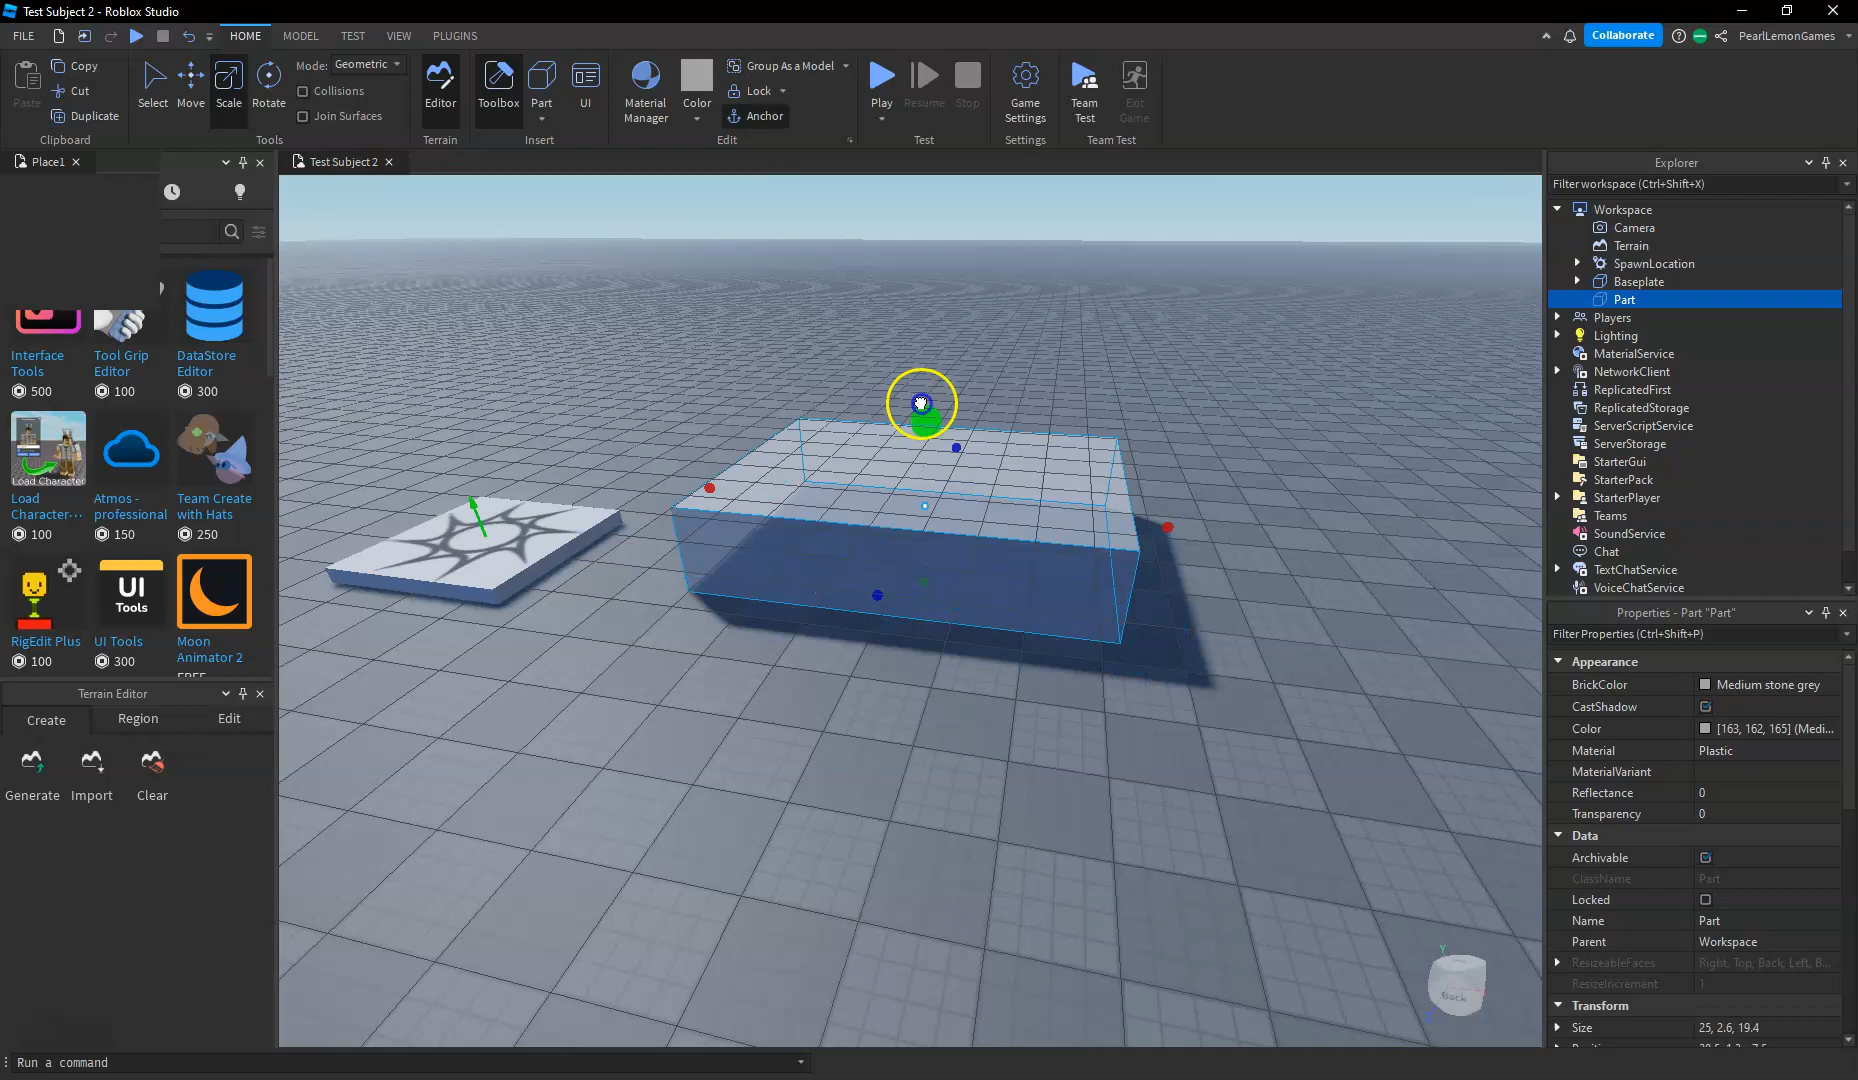 Test Subject 2 - Roblox Studio
FILE HOME MODEL TEST VIEW PLUGINS Collaborate PearlLemonGames
Paste
Copy
Cut
Duplicate
Clipboard
Select
Move
Scale
Rotate
Mode: Geometric
Collisions
Join Surfaces
Tools
Editor
Terrain
Toolbox
Part
UI
Insert
Material
Manager
Color
Group As a Model
Lock
Anchor
Edit
Play
Resume
Stop
Test
Game
Settings
Settings
Team
Test
Exit
Game
Team Test
Place1
Test Subject 2
Interface
Tools
500
Tool Grip
Editor
100
DataStore
Editor
300
Load Character
Load
Character...
100
Atmos -
professional
150
Team Create
with Hats
250
RigEdit Plus
100
UI
Tools
UI Tools
300
Moon
Animator 2
FREE
Terrain Editor
Create Region Edit
Generate Import Clear
Run a command
Y
Back
Explorer
Filter workspace (Ctrl+Shift+X)
Workspace
Camera
Terrain
SpawnLocation
Baseplate
Part
Players
Lighting
MaterialService
NetworkClient
ReplicatedFirst
ReplicatedStorage
ServerScriptService
ServerStorage
StarterGui
StarterPack
StarterPlayer
Teams
SoundService
Chat
TextChatService
VoiceChatService
Properties - Part "Part"
Filter Properties (Ctrl+Shift+P)
Appearance
BrickColor Medium stone grey
CastShadow
Color [163, 162, 165] (Medi...
Material Plastic
MaterialVariant
Reflectance 0
Transparency 0
Data
Archivable
ClassName Part
Locked
Name Part
Parent Workspace
ResizeableFaces Right, Top, Back, Left, B...
ResizeIncrement 1
Transform
Size 25, 2.6, 19.4